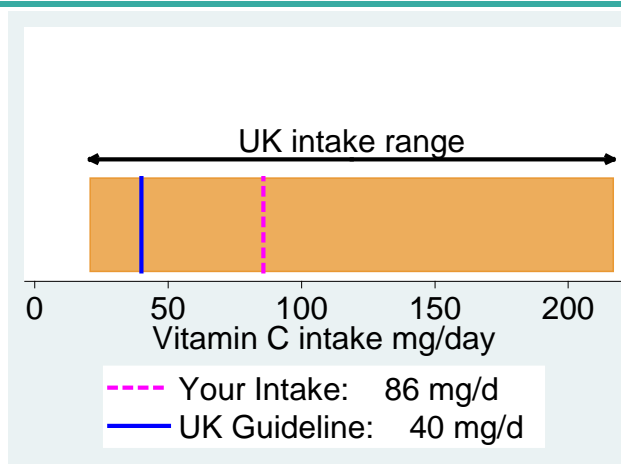 UK intake range
0 50 100 150 200
Vitamin C intake mg/day
Your Intake: 86 mg/d
UK Guideline: 40 mg/d